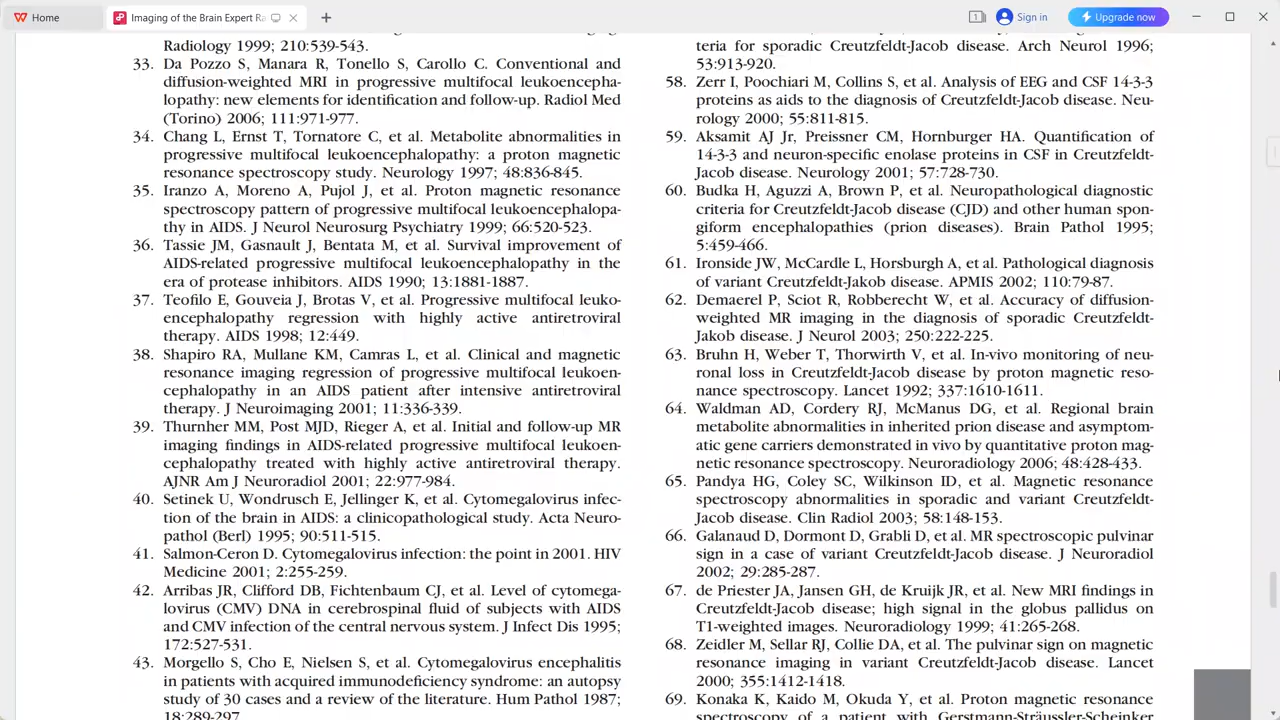 Home
Imaging of the Brain Expert Ra
1
Sign in
Upgrade now
Radiology 1999; 210:539-543.
33. Da Pozzo S, Manara R, Tonello S, Carollo C. Conventional and
diffusion-weighted MRI in progressive multifocal leukoencepha-
lopathy: new elements for identification and follow-up. Radiol Med
(Torino) 2006; 111:971-977.
34. Chang L, Ernst T, Tornatore C, et al. Metabolite abnormalities in
progressive multifocal leukoencephalopathy: a proton magnetic
resonance spectroscopy study. Neurology 1997; 48:836-845.
35. Iranzo A, Moreno A, Pujol J, et al. Proton magnetic resonance
spectroscopy pattern of progressive multifocal leukoencephalopa-
thy in AIDS. J Neurol Neurosurg Psychiatry 1999; 66:520-523.
36. Tassie JM, Gasnault J, Bentata M, et al. Survival improvement of
AIDS-related progressive multifocal leukoencephalopathy in the
era of protease inhibitors. AIDS 1990; 13:1881-1887.
37. Teofilo E, Gouveia J, Brotas V, et al. Progressive multifocal leuko-
encephalopathy regression with highly active antiretroviral
therapy. AIDS 1998; 12:449.
38. Shapiro RA, Mullane KM, Camras L, et al. Clinical and magnetic
resonance imaging regression of progressive multifocal leukoen-
cephalopathy in an AIDS patient after intensive antiretroviral
therapy. J Neuroimaging 2001; 11:336-339.
39. Thurnher MM, Post MJD, Rieger A, et al. Initial and follow-up MR
imaging findings in AIDS-related progressive multifocal leukoen-
cephalopathy treated with highly active antiretroviral therapy.
AJNR Am J Neuroradiol 2001; 22:977-984.
40. Setinek U, Wondrusch E, Jellinger K, et al. Cytomegalovirus infec-
tion of the brain in AIDS: a clinicopathological study. Acta Neuro-
pathol (Berl) 1995; 90:511-515.
41. Salmon-Ceron D. Cytomegalovirus infection: the point in 2001. HIV
Medicine 2001; 2:255-259.
42. Arribas JR, Clifford DB, Fichtenbaum CJ, et al. Level of cytomega-
lovirus (CMV) DNA in cerebrospinal fluid of subjects with AIDS
and CMV infection of the central nervous system. J Infect Dis 1995;
172:527-531.
43. Morgello S, Cho E, Nielsen S, et al. Cytomegalovirus encephalitis
in patients with acquired immunodeficiency syndrome: an autopsy
study of 30 cases and a review of the literature. Hum Pathol 1987;
18:289-297
teria for sporadic Creutzfeldt-Jacob disease. Arch Neurol 1996;
53:913-920.
58. Zerr I, Poochiari M, Collins S, et al. Analysis of EEG and CSF 14-3-3
proteins as aids to the diagnosis of Creutzfeldt-Jacob disease. Neu-
rology 2000; 55:811-815.
59. Aksamit AJ Jr, Preissner CM, Hornburger HA. Quantification of
14-3-3 and neuron-specific enolase proteins in CSF in Creutzfeldt-
Jacob disease. Neurology 2001; 57:728-730.
60. Budka H, Aguzzi A, Brown P, et al. Neuropathological diagnostic
criteria for Creutzfeldt-Jacob disease (CJD) and other human spon-
giform encephalopathies (prion diseases). Brain Pathol 1995;
5:459-466.
61. Ironside JW, McCardle L, Horsburgh A, et al. Pathological diagnosis
of variant Creutzfeldt-Jakob disease. APMIS 2002; 110:79-87.
62. Demaerel P, Sciot R, Robberecht W, et al. Accuracy of diffusion-
weighted MR imaging in the diagnosis of sporadic Creutzfeldt-
Jakob disease. J Neurol 2003; 250:222-225.
63. Bruhn H, Weber T, Thorwirth V, et al. In-vivo monitoring of neu-
ronal loss in Creutzfeldt-Jacob disease by proton magnetic reso-
nance spectroscopy. Lancet 1992; 337:1610-1611.
64. Waldman AD, Cordery RJ, McManus DG, et al. Regional brain
metabolite abnormalities in inherited prion disease and asymptom-
atic gene carriers demonstrated in vivo by quantitative proton mag-
netic resonance spectroscopy. Neuroradiology 2006; 48:428-433.
65. Pandya HG, Coley SC, Wilkinson ID, et al. Magnetic resonance
spectroscopy abnormalities in sporadic and variant Creutzfeldt-
Jacob disease. Clin Radiol 2003; 58:148-153.
66. Galanaud D, Dormont D, Grabli D, et al. MR spectroscopic pulvinar
sign in a case of variant Creutzfeldt-Jacob disease. J Neuroradiol
2002; 29:285-287.
67. de Priester JA, Jansen GH, de Kruijk JR, et al. New MRI findings in
Creutzfeldt-Jacob disease; high signal in the globus pallidus on
T1-weighted images. Neuroradiology 1999; 41:265-268.
68. Zeidler M, Sellar RJ, Collie DA, et al. The pulvinar sign on magnetic
resonance imaging in variant Creutzfeldt-Jacob disease. Lancet
2000; 355:1412-1418.
69. Konaka K, Kaido M, Okuda Y, et al. Proton magnetic resonance
spectroscopy of a patient with Gerstmann-Sträussler-Scheinker